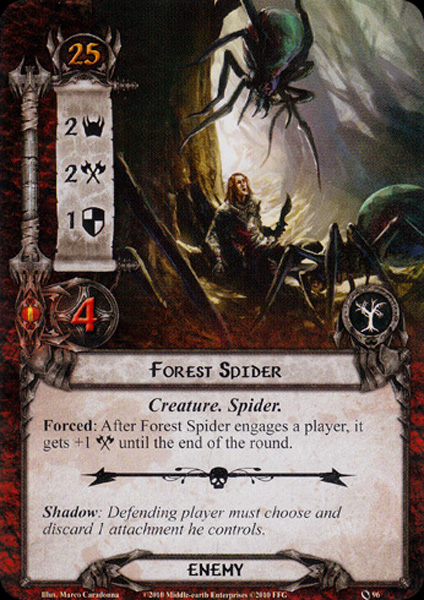 25
2
2
1
4
FOREST SPIDER
Creature. Spider.
Forced: After Forest Spider engages a player, it
gets +1 until the end of the round.
Shadow: Defending player must choose and
discard 1 attachment he controls.
ENEMY
Illus. Marco Caradonna ©2010 Middle-earth Enterprises ©2010 FFG 96